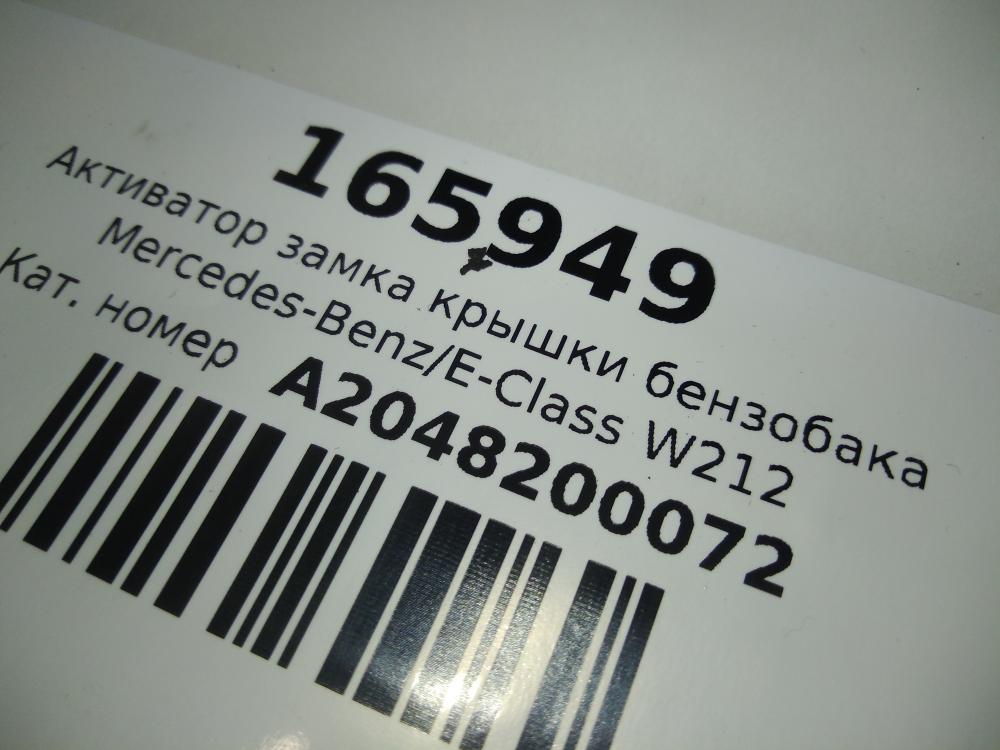 165949
Активатор замка крышки бензобака
Mercedes-Benz/E-Class W212
Кат. номер A2048200072